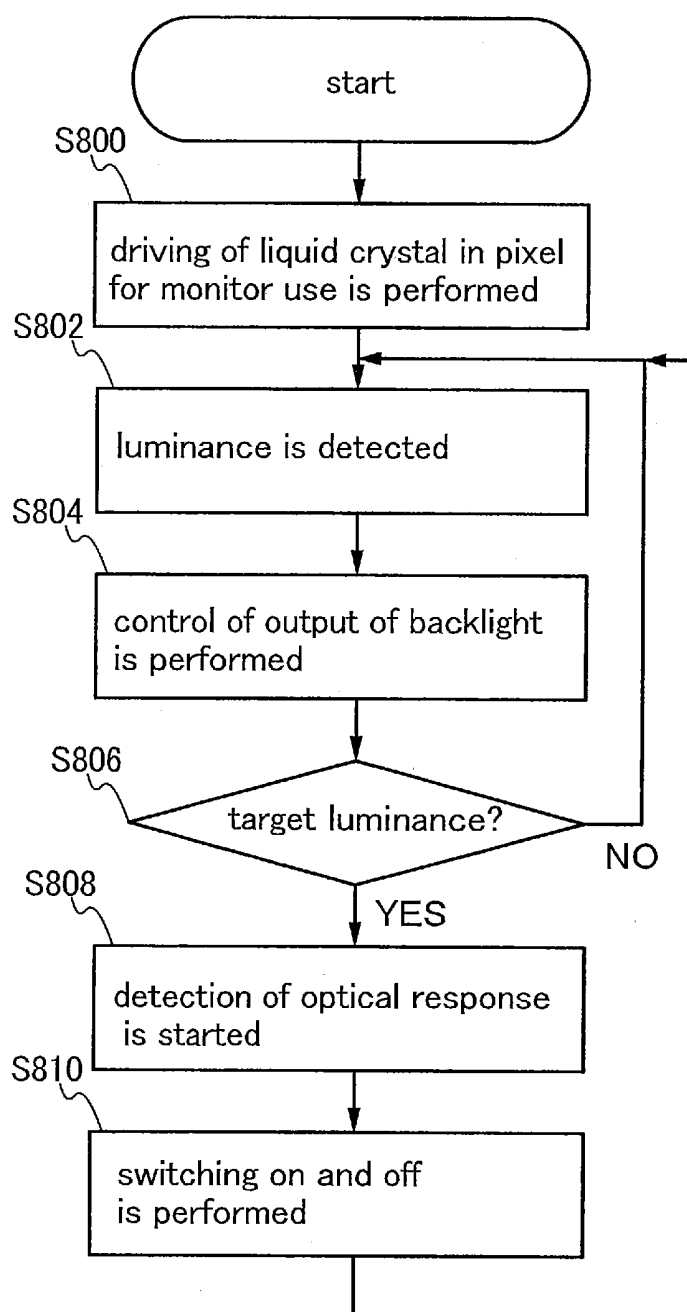 start
S800
driving of liquid crystal in pixel
for monitor use is performed
S802
luminance is detected
S804
control of output of backlight
is performed
S806
target luminance?
NO
YES
S808
detection of optical response
is started
S810
switching on and off
is performed